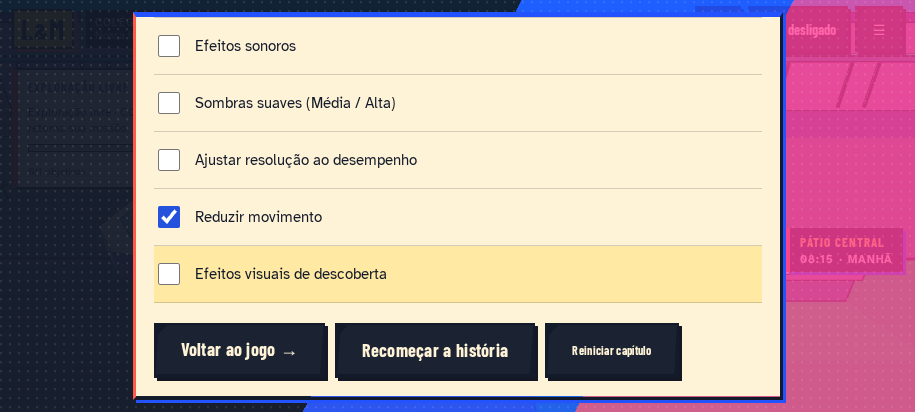 desligado
☰
Efeitos sonoros
Sombras suaves (Média / Alta)
Ajustar resolução ao desempenho
Reduzir movimento
Efeitos visuais de descoberta
PÁTIO CENTRAL
08:15 · MANHÃ
Voltar ao jogo →
Recomeçar a história
Reiniciar capítulo